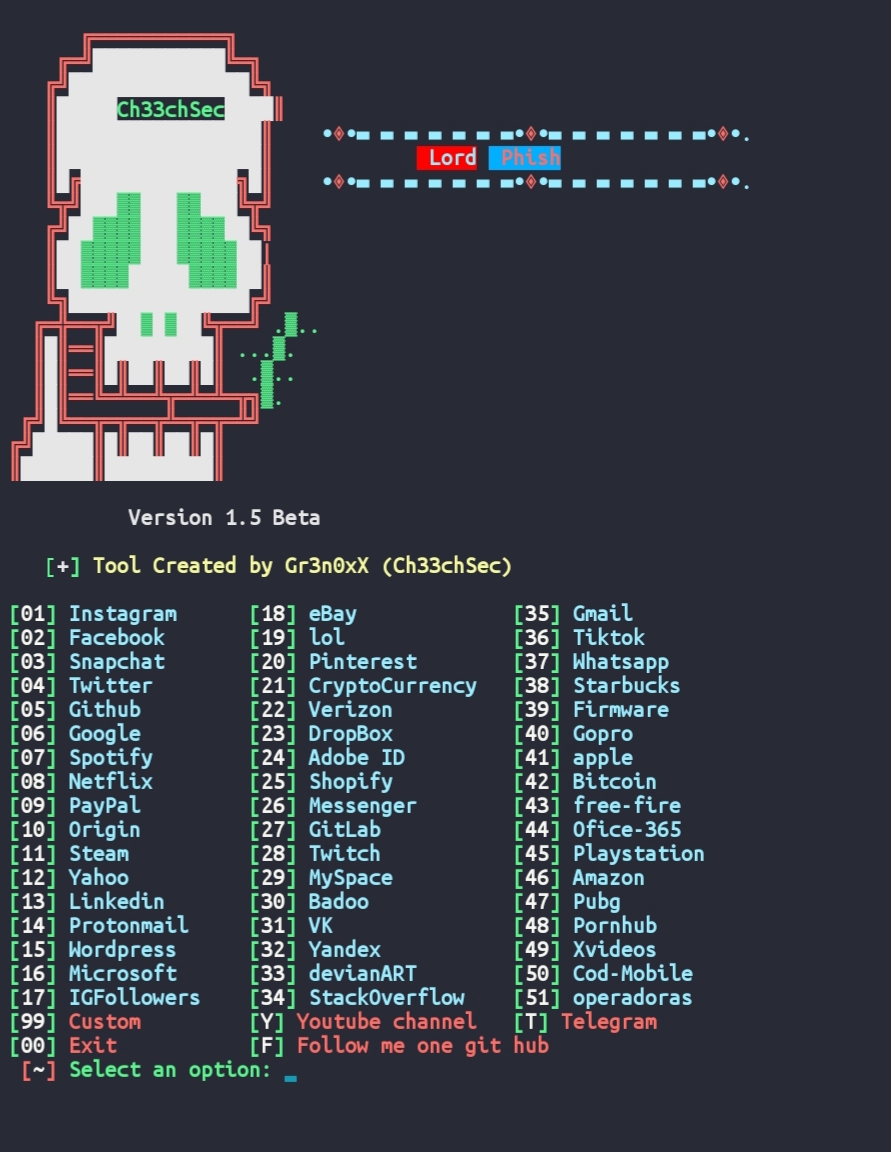 Ch33chSec
Lord Phish
Version 1.5 Beta
[+] Tool Created by Gr3n0xX (Ch33chSec)
[01] Instagram [18] eBay [35] Gmail
[02] Facebook [19] lol [36] Tiktok
[03] Snapchat [20] Pinterest [37] Whatsapp
[04] Twitter [21] CryptoCurrency [38] Starbucks
[05] Github [22] Verizon [39] Firmware
[06] Google [23] DropBox [40] Gopro
[07] Spotify [24] Adobe ID [41] apple
[08] Netflix [25] Shopify [42] Bitcoin
[09] PayPal [26] Messenger [43] free-fire
[10] Origin [27] GitLab [44] Ofice-365
[11] Steam [28] Twitch [45] Playstation
[12] Yahoo [29] MySpace [46] Amazon
[13] Linkedin [30] Badoo [47] Pubg
[14] Protonmail [31] VK [48] Pornhub
[15] Wordpress [32] Yandex [49] Xvideos
[16] Microsoft [33] devianART [50] Cod-Mobile
[17] IGFollowers [34] StackOverflow [51] operadoras
[99] Custom [Y] Youtube channel [T] Telegram
[00] Exit [F] Follow me one git hub
[~] Select an option: